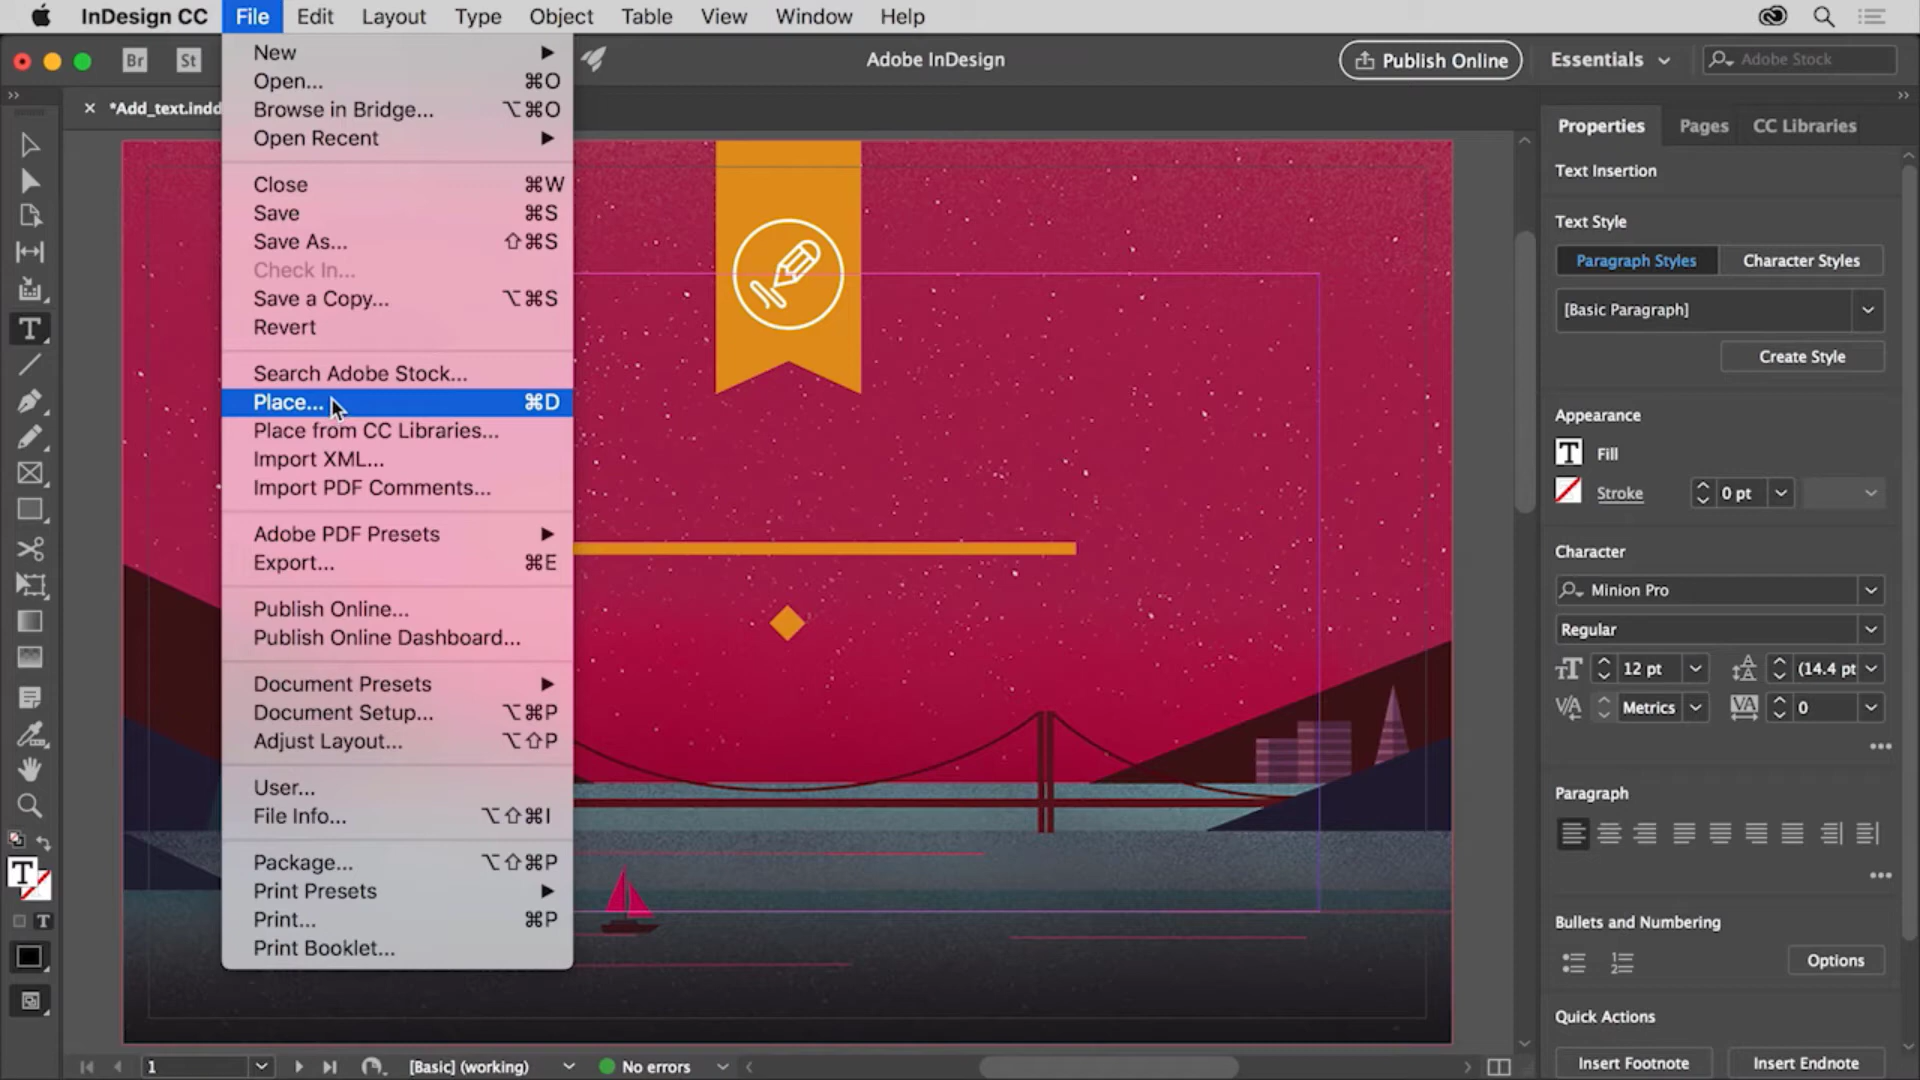 InDesign CC File Edit Layout Type Object Table View Window Help
Br St Adobe InDesign Publish Online Essentials Adobe Stock
*Add_text.indd
New
Open... ⌘O
Browse in Bridge... ⌥⌘O
Open Recent
Close ⌘W
Save ⌘S
Save As... ⇧⌘S
Check In...
Save a Copy... ⌥⌘S
Revert
Search Adobe Stock...
Place... ⌘D
Place from CC Libraries...
Import XML...
Import PDF Comments...
Adobe PDF Presets
Export... ⌘E
Publish Online...
Publish Online Dashboard...
Document Presets
Document Setup... ⌥⌘P
Adjust Layout... ⌥⇧P
User...
File Info... ⌥⇧⌘I
Package... ⌥⇧⌘P
Print Presets
Print... ⌘P
Print Booklet...
Properties Pages CC Libraries
Text Insertion
Text Style
Paragraph Styles Character Styles
[Basic Paragraph]
Create Style
Appearance
Fill
Stroke 0 pt
Character
Minion Pro
Regular
12 pt (14.4 pt
Metrics 0
Paragraph
Bullets and Numbering
Options
Quick Actions
Insert Footnote Insert Endnote
1 [Basic] (working) No errors